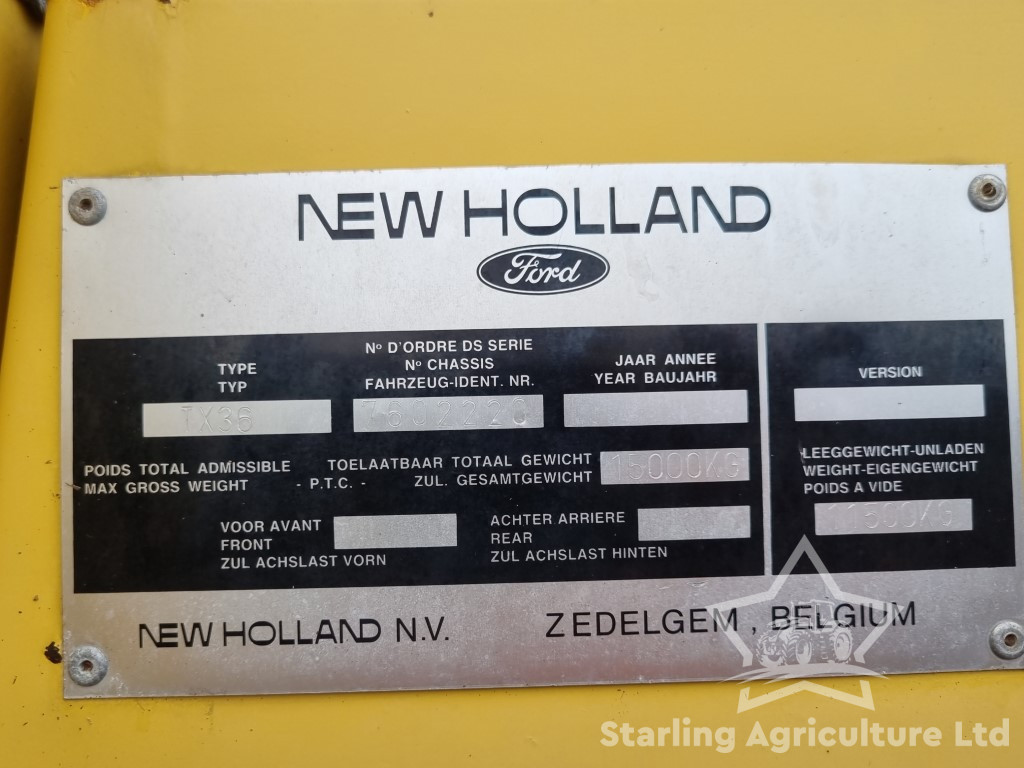 NEW HOLLAND
Ford
TYPE
TYP
TX36
Nº D'ORDRE DS SERIE
Nº CHASSIS
FAHRZEUG-IDENT. NR.
7602220
JAAR ANNEE
YEAR BAUJAHR
VERSION
POIDS TOTAL ADMISSIBLE TOELAATBAAR TOTAAL GEWICHT
MAX GROSS WEIGHT - P.T.C. - ZUL. GESAMTGEWICHT
15000KG
LEEGGEWICHT-UNLADEN
WEIGHT-EIGENGEWICHT
POIDS A VIDE
11500KG
VOOR AVANT
FRONT
ZUL ACHSLAST VORN
ACHTER ARRIERE
REAR
ZUL ACHSLAST HINTEN
NEW HOLLAND N.V. ZEDELGEM, BELGIUM
Starling Agriculture Ltd